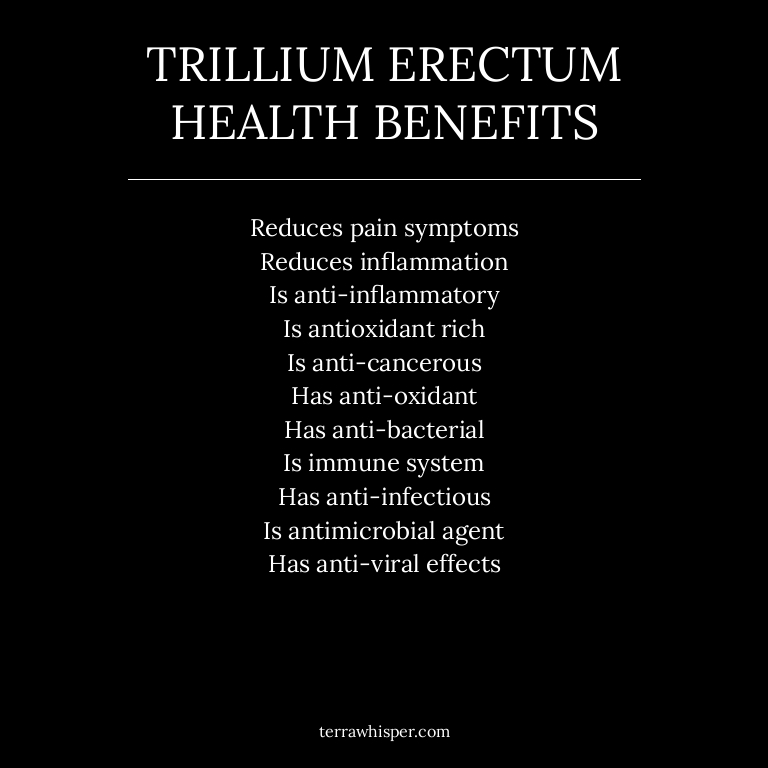 TRILLIUM ERECTUM
HEALTH BENEFITS
Reduces pain symptoms
Reduces inflammation
Is anti-inflammatory
Is antioxidant rich
Is anti-cancerous
Has anti-oxidant
Has anti-bacterial
Is immune system
Has anti-infectious
Is antimicrobial agent
Has anti-viral effects
terrawhisper.com